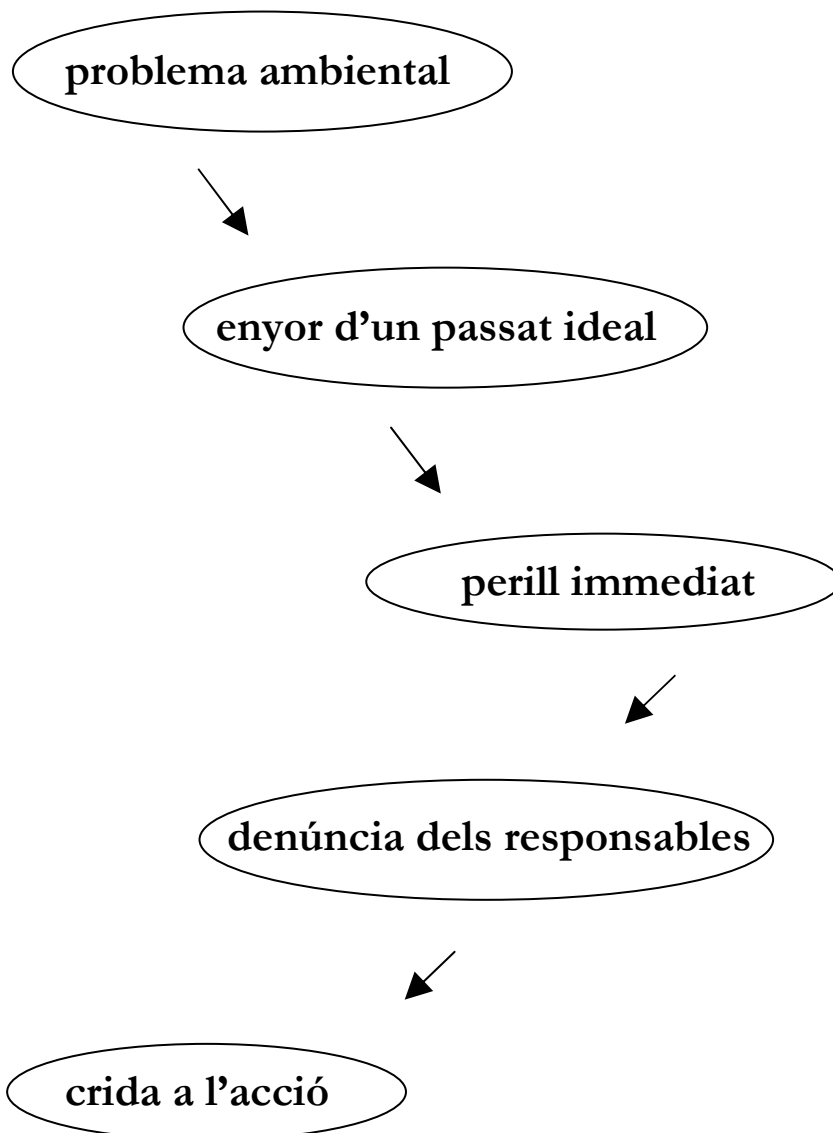 problema ambiental
enyor d’un passat ideal
perill immediat
denúncia dels responsables
crida a l’acció